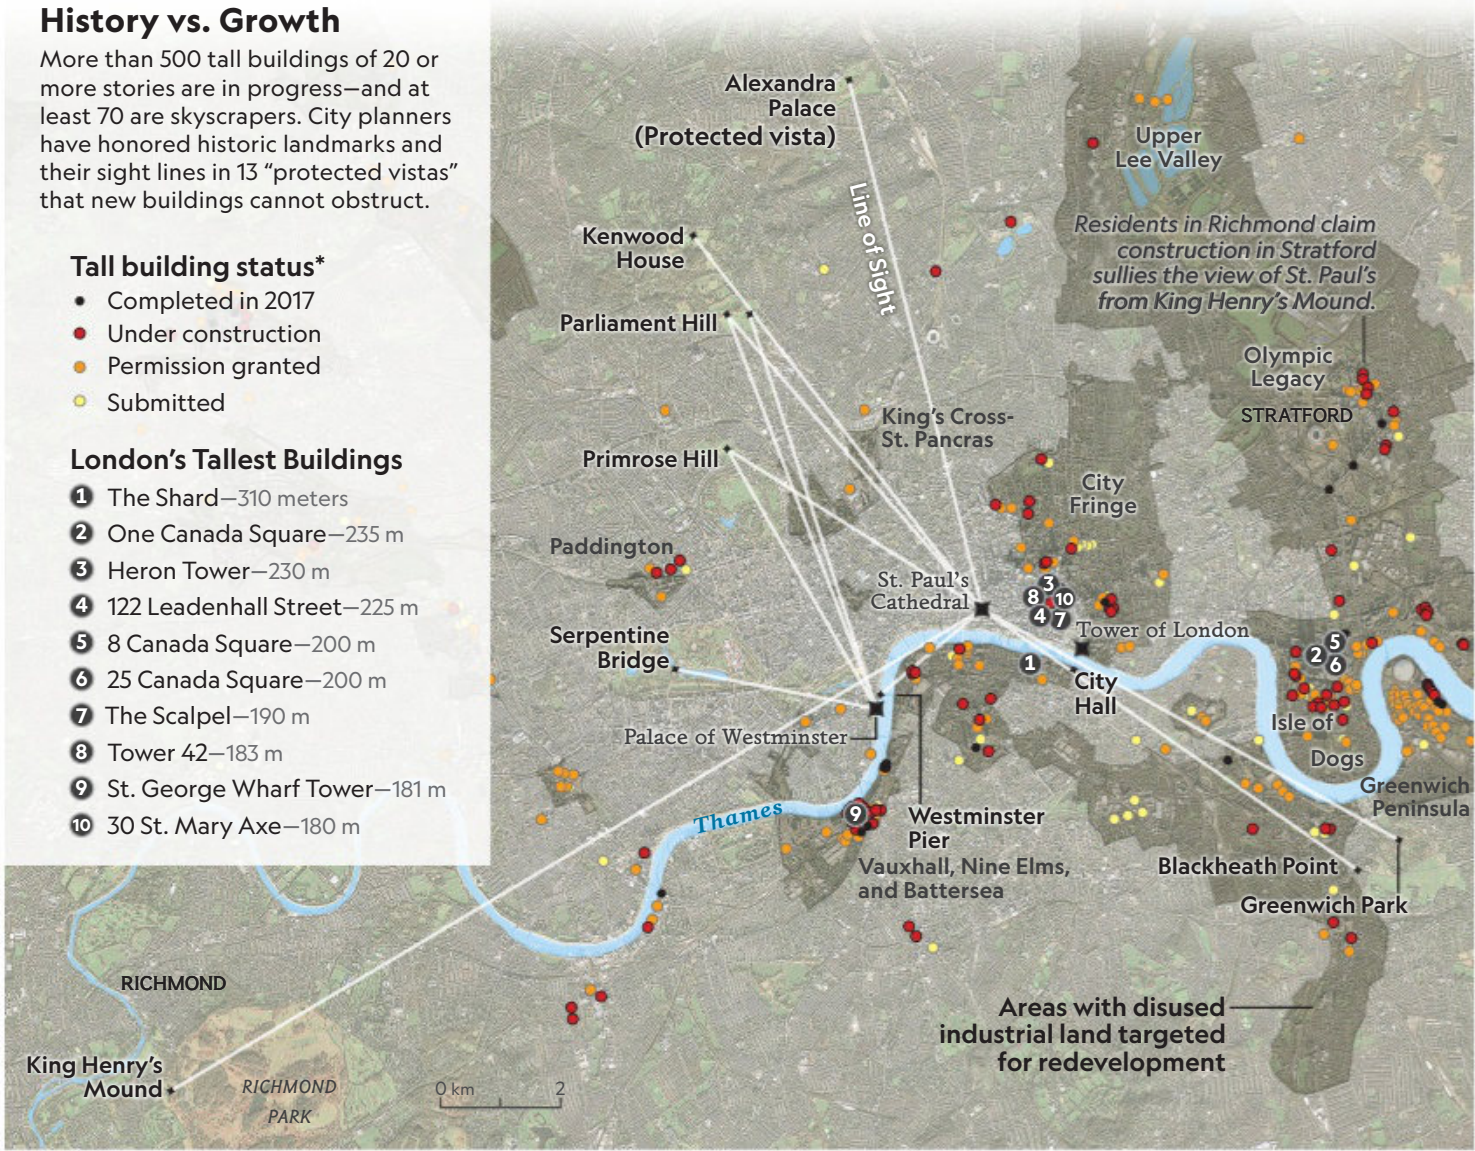 History vs. Growth
More than 500 tall buildings of 20 or
more stories are in progress—and at
least 70 are skyscrapers. City planners
have honored historic landmarks and
their sight lines in 13 “protected vistas”
that new buildings cannot obstruct.
Tall building status*
Completed in 2017
Under construction
Permission granted
Submitted
London’s Tallest Buildings
1 The Shard—310 meters
2 One Canada Square—235 m
3 Heron Tower—230 m
4 122 Leadenhall Street—225 m
5 8 Canada Square—200 m
6 25 Canada Square—200 m
7 The Scalpel—190 m
8 Tower 42—183 m
9 St. George Wharf Tower—181 m
10 30 St. Mary Axe—180 m
Alexandra
Palace
(Protected vista)
Line of Sight
Upper
Lee Valley
Kenwood
House
Residents in Richmond claim
construction in Stratford
sullies the view of St. Paul’s
from King Henry’s Mound.
Parliament Hill
Olympic
Legacy
STRATFORD
King’s Cross-
St. Pancras
Primrose Hill
City
Fringe
Paddington
St. Paul’s
Cathedral
3
8 10
4 7
Tower of London
Serpentine
Bridge
1
5
2
6
City
Hall
Palace of Westminster
Isle of
Dogs
Greenwich
Peninsula
Thames
9
Westminster
Pier
Vauxhall, Nine Elms,
and Battersea
Blackheath Point
Greenwich Park
RICHMOND
Areas with disused
industrial land targeted
for redevelopment
King Henry’s
Mound
RICHMOND
PARK
0 km 2